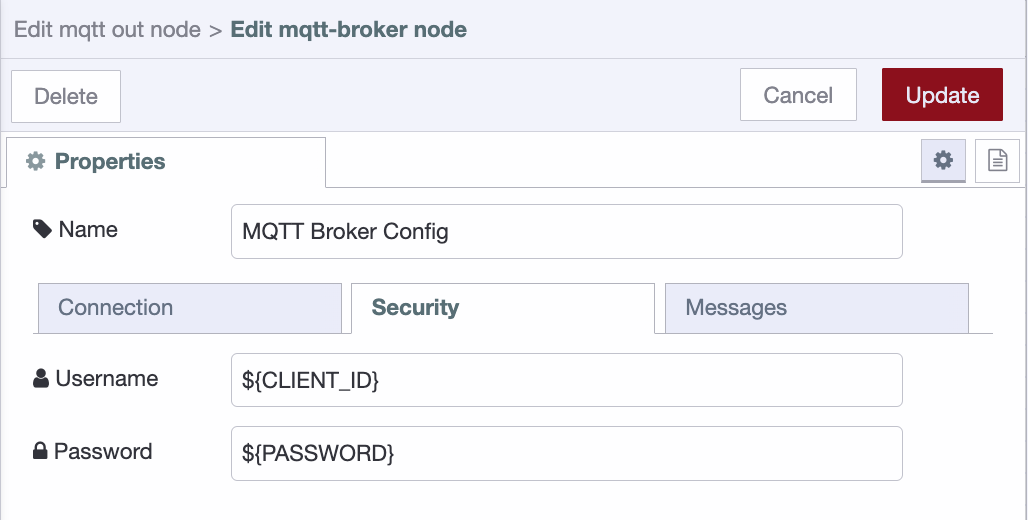 Edit mqtt out node > Edit mqtt-broker node
Delete
Cancel
Update
Properties
Name
MQTT Broker Config
Connection
Security
Messages
Username
${CLIENT_ID}
Password
${PASSWORD}